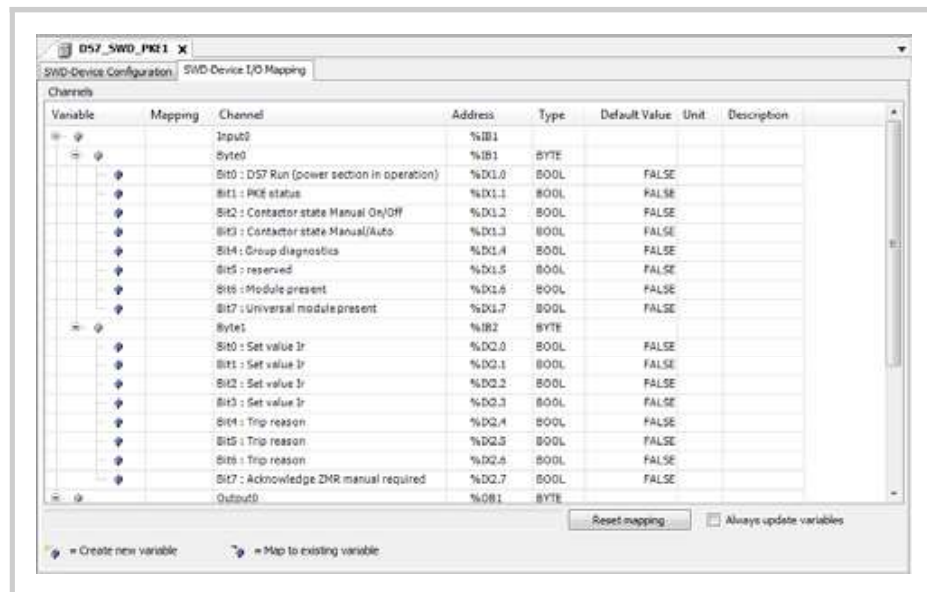 DS7_SWD_PKE1 X
SWD-Device Configuration SWD-Device I/O Mapping
Channels
Variable Mapping Channel Address Type Default Value Unit Description
Input0 %IB1
Byte0 %IB1 BYTE
Bit0 : DS7 Run (power section in operation) %IX1.0 BOOL FALSE
Bit1 : PKE status %IX1.1 BOOL FALSE
Bit2 : Contactor state Manual On/Off %IX1.2 BOOL FALSE
Bit3 : Contactor state Manual/Auto %IX1.3 BOOL FALSE
Bit4 : Group diagnostics %IX1.4 BOOL FALSE
Bit5 : reserved %IX1.5 BOOL FALSE
Bit6 : Module present %IX1.6 BOOL FALSE
Bit7 : Universal module present %IX1.7 BOOL FALSE
Byte1 %IB2 BYTE
Bit0 : Set value Ir %IX2.0 BOOL FALSE
Bit1 : Set value Ir %IX2.1 BOOL FALSE
Bit2 : Set value Ir %IX2.2 BOOL FALSE
Bit3 : Set value Ir %IX2.3 BOOL FALSE
Bit4 : Trip reason %IX2.4 BOOL FALSE
Bit5 : Trip reason %IX2.5 BOOL FALSE
Bit6 : Trip reason %IX2.6 BOOL FALSE
Bit7 : Acknowledge ZMR manual required %IX2.7 BOOL FALSE
Output0 %QB1 BYTE
Reset mapping Always update variables
= Create new variable = Map to existing variable